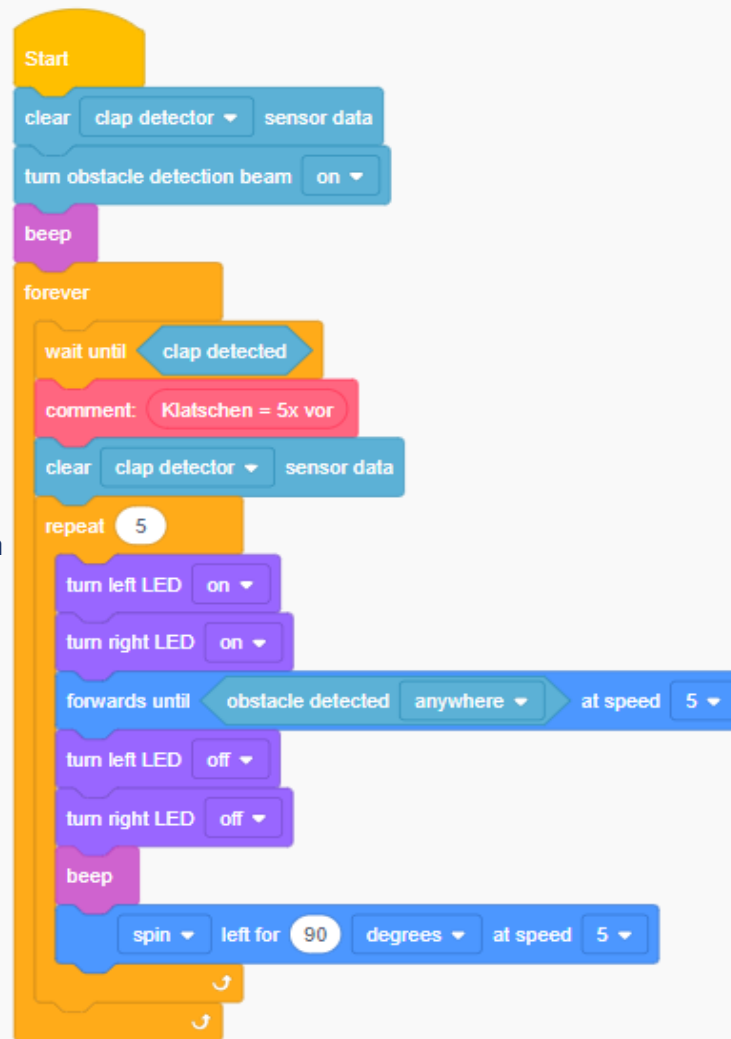 Start
clear clap detector sensor data
turn obstacle detection beam on
beep
forever
wait until clap detected
comment: Klatschen = 5x vor
clear clap detector sensor data
repeat 5
turn left LED on
turn right LED on
forwards until obstacle detected anywhere at speed 5
turn left LED off
turn right LED off
beep
spin left for 90 degrees at speed 5